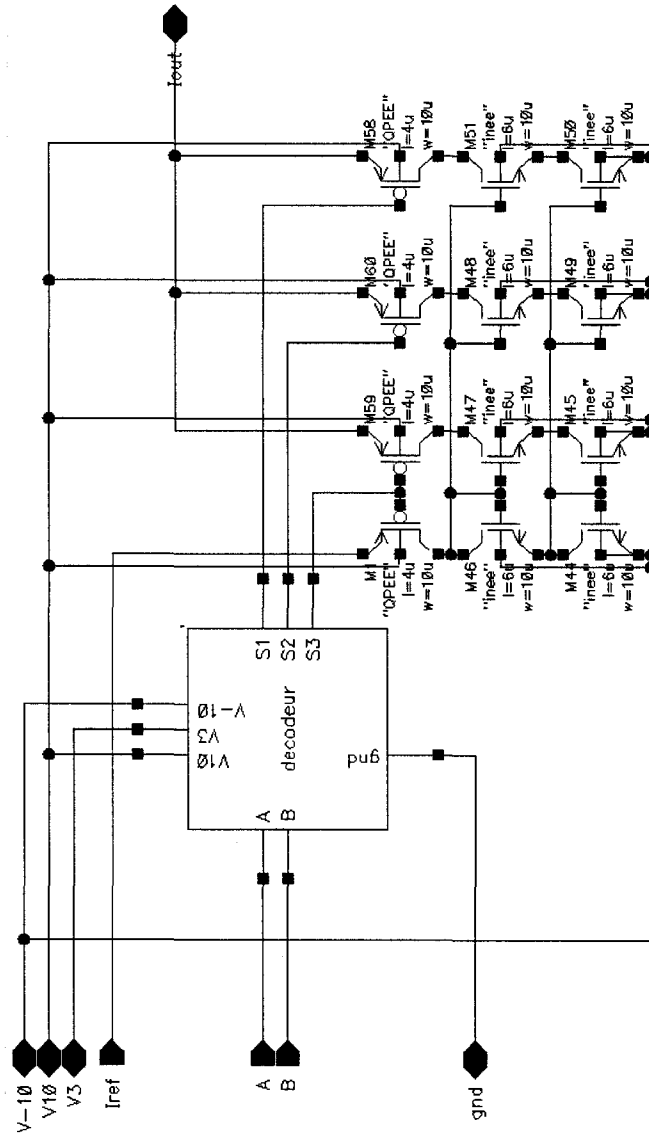 Iout
M58
"QPEE"
l=4u
w=10u
M51
"inee"
l=6u
w=10u
M50
"inee"
l=6u
w=10u
M60
"QPEE"
l=4u
w=10u
M48
"inee"
l=6u
w=10u
M49
"inee"
l=6u
w=10u
M59
"QPEE"
l=4u
w=10u
M47
"inee"
l=6u
w=10u
M45
"inee"
l=6u
w=10u
M1
"QPEE"
l=4u
w=10u
M46
"inee"
l=6u
w=10u
M44
"inee"
l=6u
w=10u
S1
S2
S3
V-10
V3
V10
decodeur
gnd
A
B
V-10
V10
V3
Iref
A
B
gnd